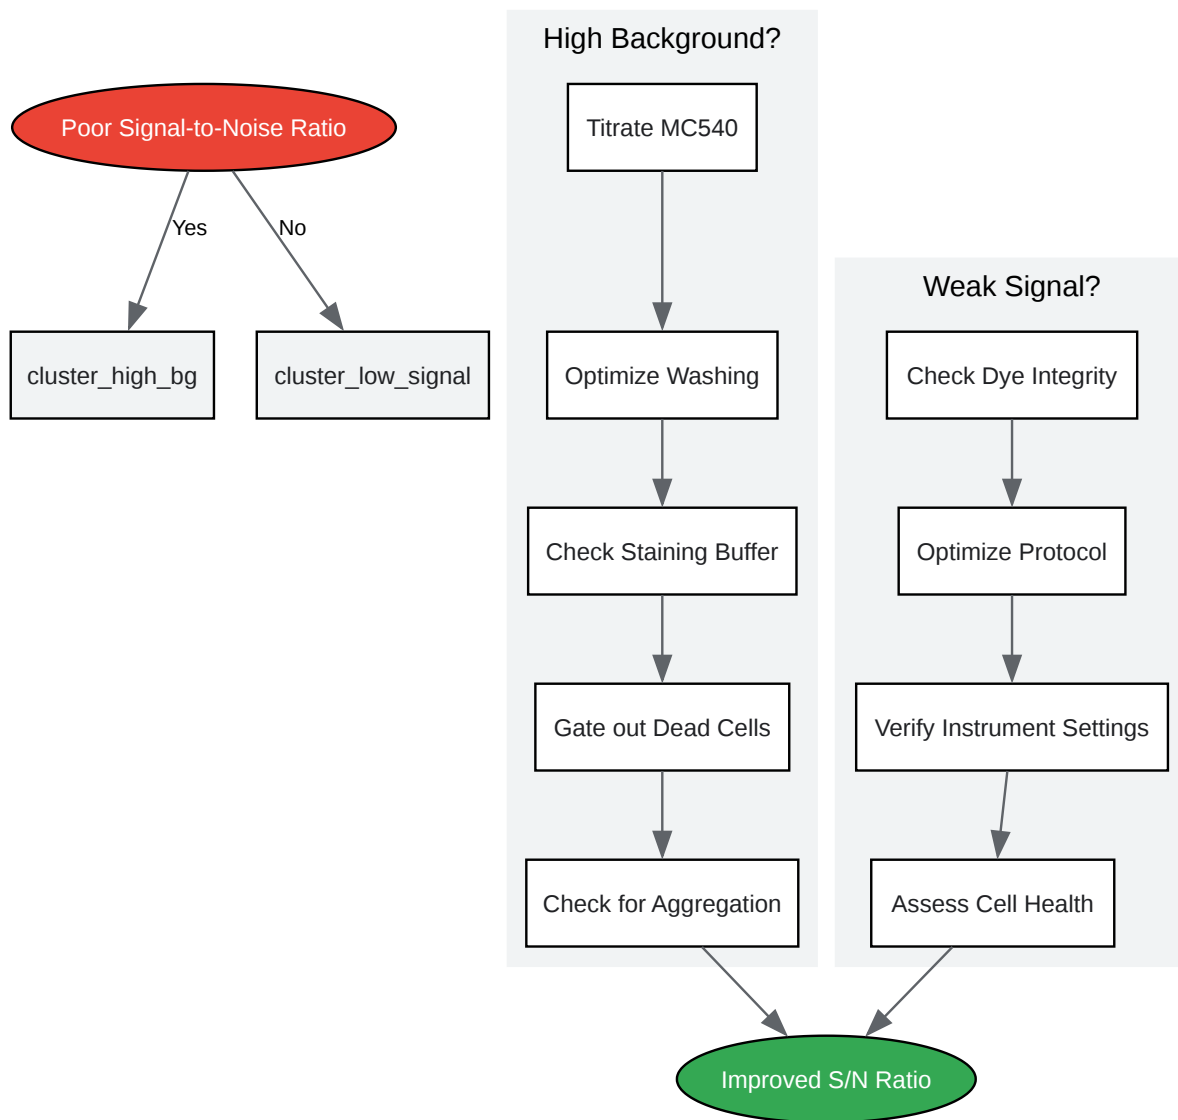 Poor Signal-to-Noise Ratio
Yes
No
cluster_high_bg
cluster_low_signal
High Background?
Titrate MC540
Optimize Washing
Check Staining Buffer
Gate out Dead Cells
Check for Aggregation
Weak Signal?
Check Dye Integrity
Optimize Protocol
Verify Instrument Settings
Assess Cell Health
Improved S/N Ratio